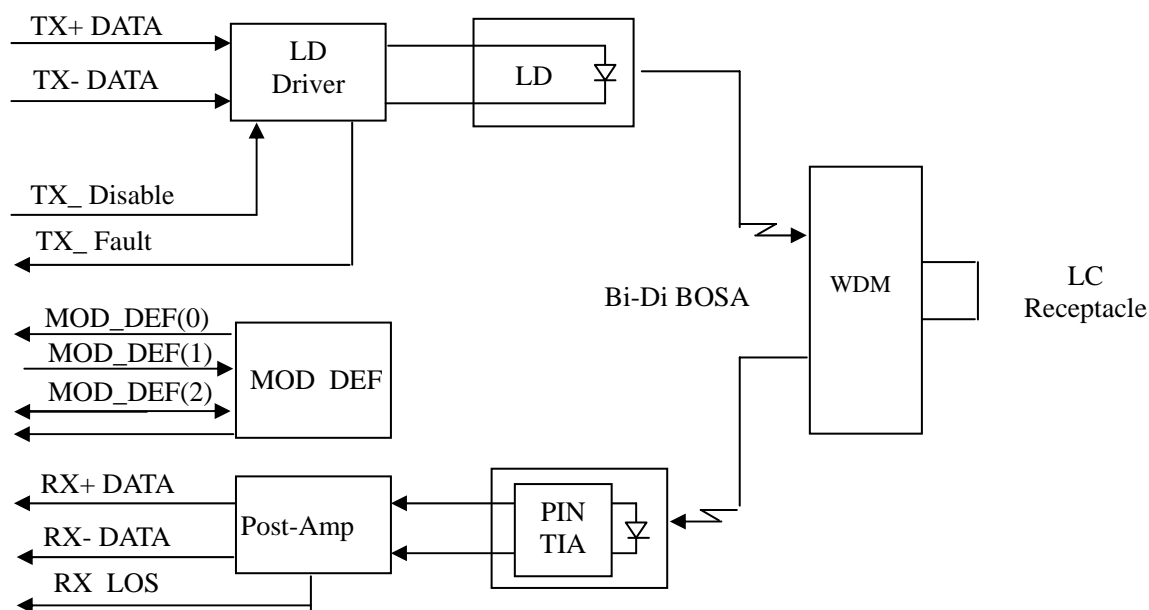 TX+ DATA
TX- DATA
LD
Driver
LD
TX_ Disable
TX_ Fault
Bi-Di BOSA
WDM
LC
Receptacle
MOD_DEF(0)
MOD_DEF(1)
MOD_DEF(2)
MOD DEF
RX+ DATA
RX- DATA
RX LOS
Post-Amp
PIN
TIA